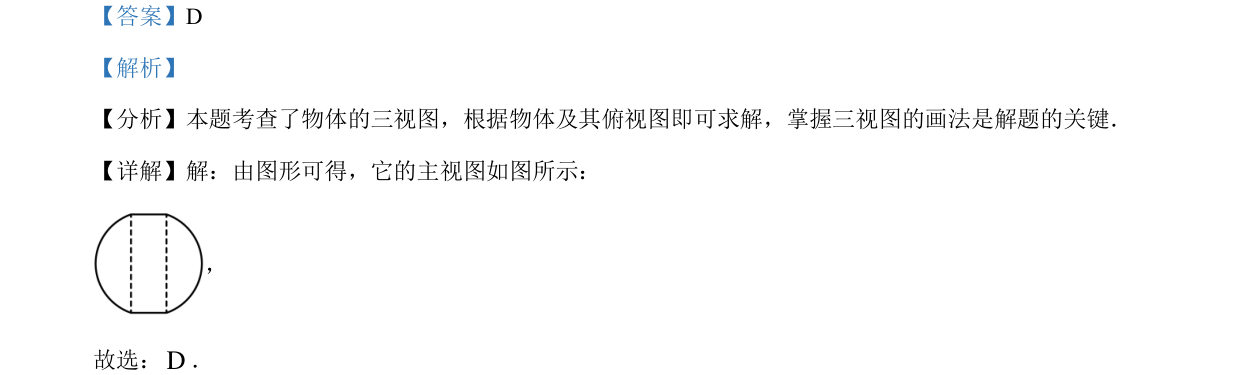 【答案】D
【解析】
【分析】本题考查了物体的三视图，根据物体及其俯视图即可求解，掌握三视图的画法是解题的关键．
【详解】解：由图形可得，它的主视图如图所示：
，
故选：D．